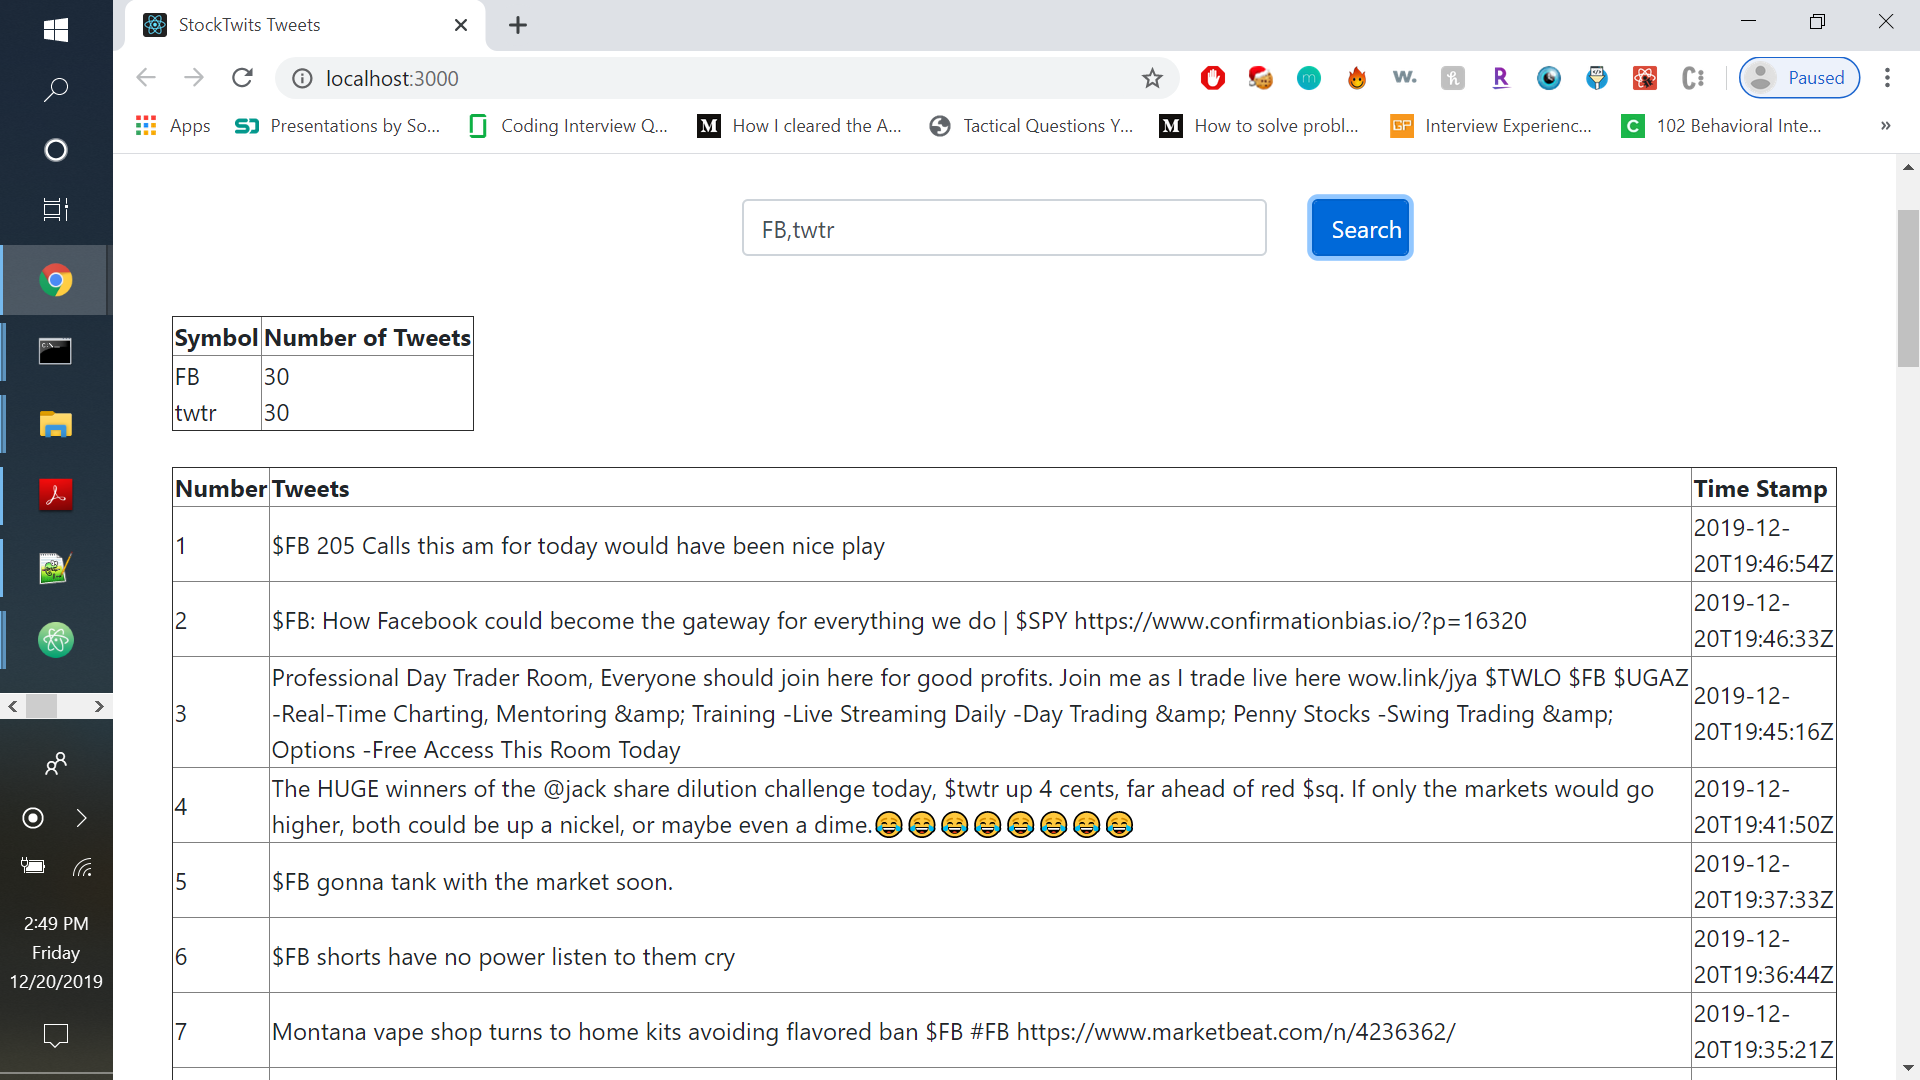 StockTwits Tweets
localhost:3000
Paused
Apps
Presentations by So...
Coding Interview Q...
How I cleared the A...
Tactical Questions Y...
How to solve probl...
Interview Experienc...
102 Behavioral Inte...
»
FB,twtr
Search
Symbol Number of Tweets
FB 30
twtr 30
Number Tweets Time Stamp
1 $FB 205 Calls this am for today would have been nice play 2019-12-
20T19:46:54Z
2 $FB: How Facebook could become the gateway for everything we do | $SPY https://www.confirmationbias.io/?p=16320 2019-12-
20T19:46:33Z
3 Professional Day Trader Room, Everyone should join here for good profits. Join me as I trade live here wow.link/jya $TWLO $FB $UGAZ
-Real-Time Charting, Mentoring &amp; Training -Live Streaming Daily -Day Trading &amp; Penny Stocks -Swing Trading &amp;
Options -Free Access This Room Today
2019-12-
20T19:45:16Z
4 The HUGE winners of the @jack share dilution challenge today, $twtr up 4 cents, far ahead of red $sq. If only the markets would go
higher, both could be up a nickel, or maybe even a dime.😂😂😂😂😂😂😂😂
2019-12-
20T19:41:50Z
5 $FB gonna tank with the market soon. 2019-12-
20T19:37:33Z
6 $FB shorts have no power listen to them cry 2019-12-
20T19:36:44Z
7 Montana vape shop turns to home kits avoiding flavored ban $FB #FB https://www.marketbeat.com/n/4236362/ 2019-12-
20T19:35:21Z
2:49 PM
Friday
12/20/2019